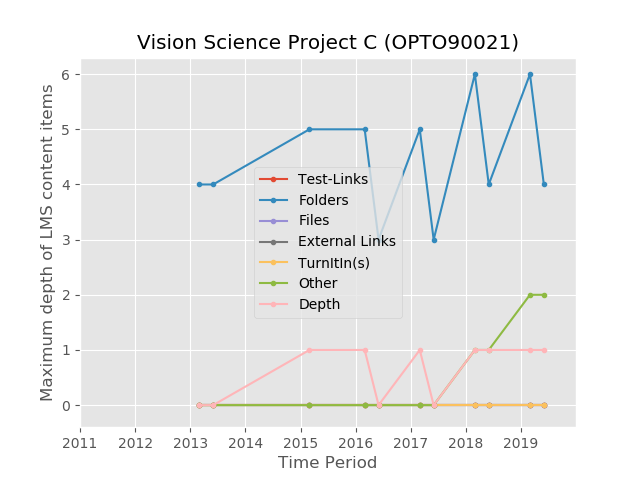 Vision Science Project C (OPTO90021)
Maximum depth of LMS content items
6
5
4
3
2
1
0
Test-Links
Folders
Files
External Links
TurnItIn(s)
Other
Depth
2011 2012 2013 2014 2015 2016 2017 2018 2019
Time Period